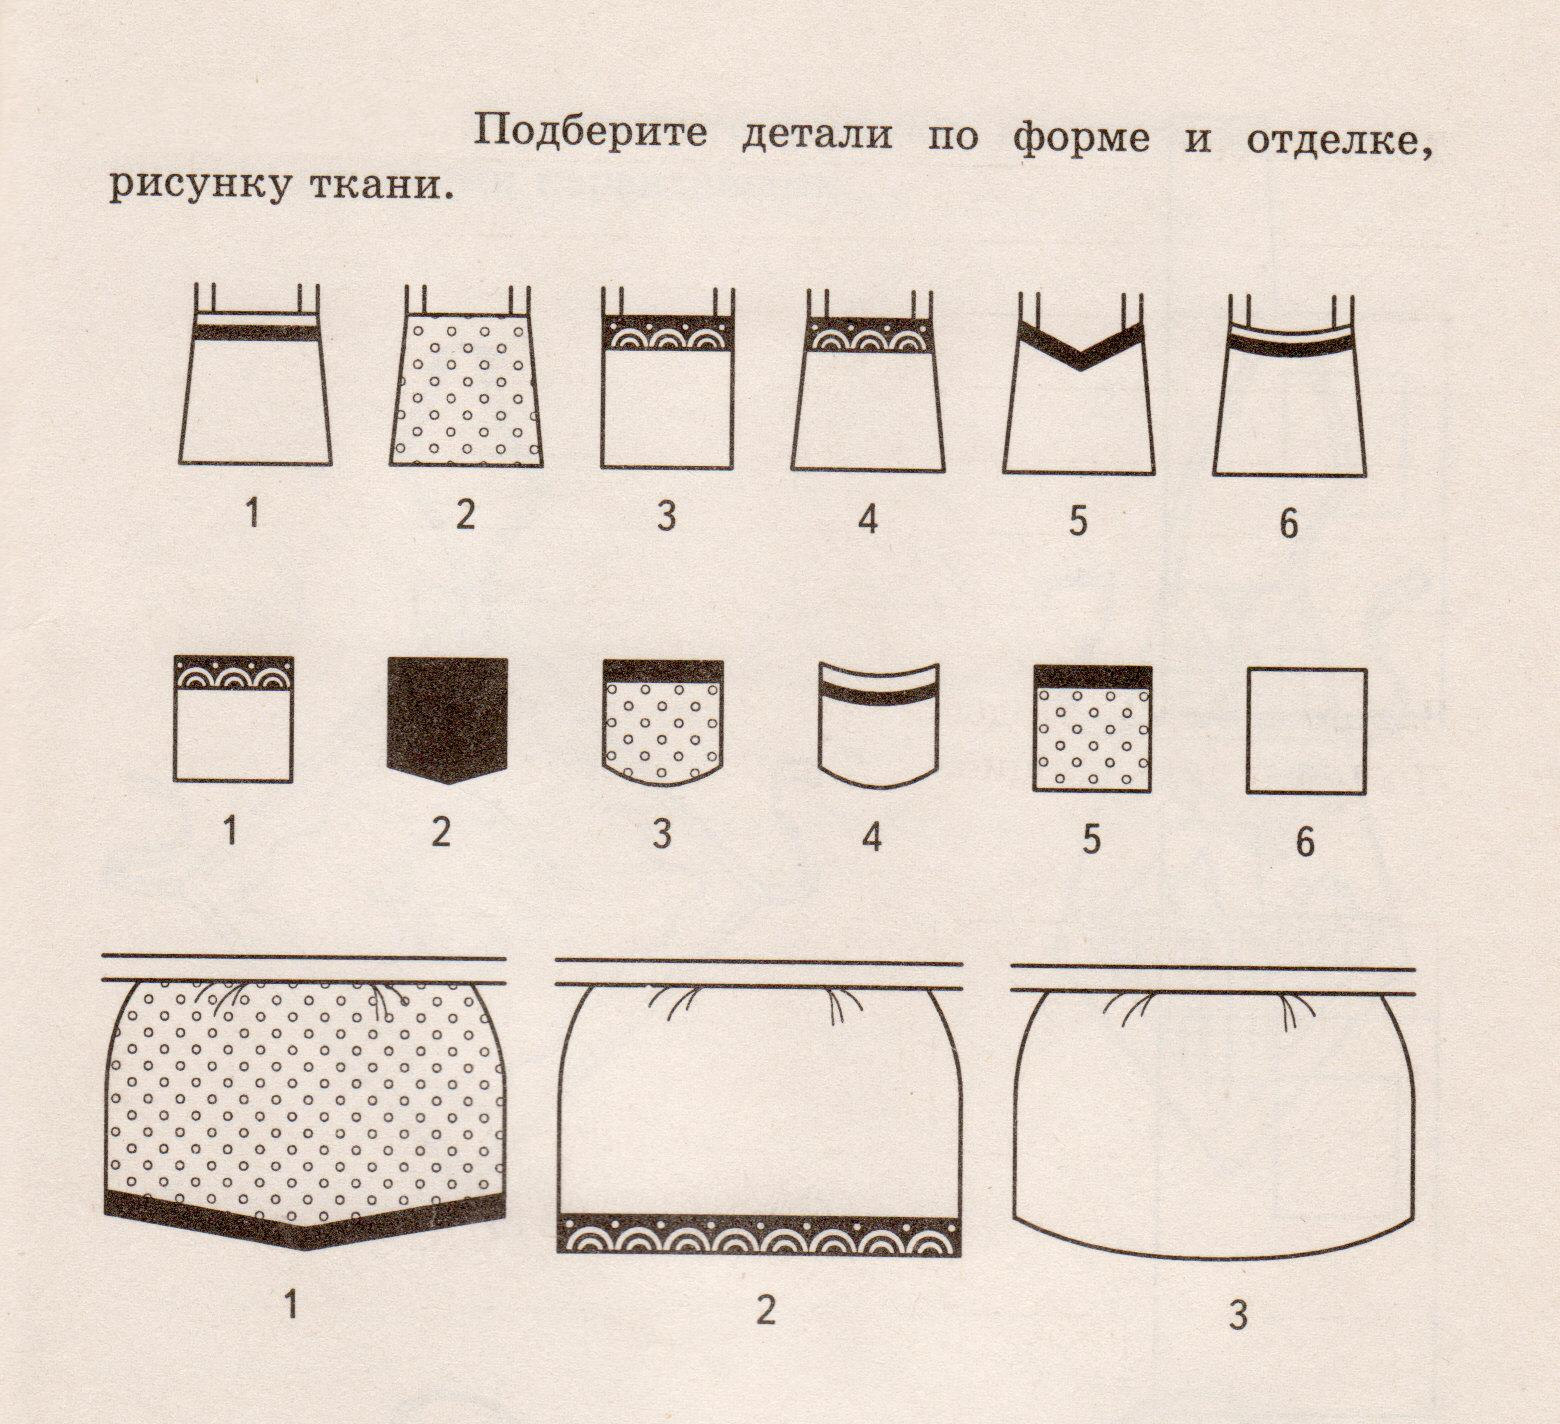 Подберите детали по форме и отделке,
рисунку ткани.
1 2 3 4 5 6
1 2 3 4 5 6
1 2 3